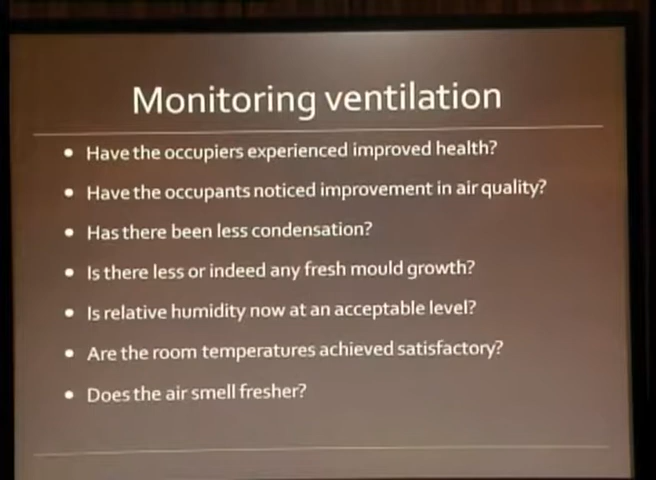 Monitoring ventilation
• Have the occupiers experienced improved health?
• Have the occupants noticed improvement in air quality?
• Has there been less condensation?
• Is there less or indeed any fresh mould growth?
• Is relative humidity now at an acceptable level?
• Are the room temperatures achieved satisfactory?
• Does the air smell fresher?